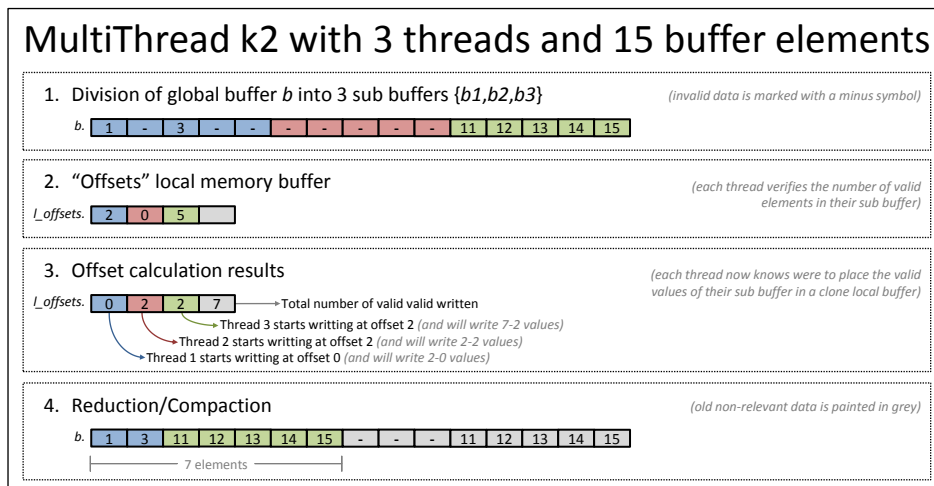 MultiThread k2 with 3 threads and 15 buffer elements
1. Division of global buffer b into 3 sub buffers {b1,b2,b3}
(invalid data is marked with a minus symbol)
b. 1 - 3 - - - - - - - 11 12 13 14 15
2. “Offsets” local memory buffer
(each thread verifies the number of valid
elements in their sub buffer)
l_offsets. 2 0 5
3. Offset calculation results
(each thread now knows were to place the valid
values of their sub buffer in a clone local buffer)
l_offsets. 0 2 2 7 Total number of valid valid written
Thread 3 starts writting at offset 2 (and will write 7-2 values)
Thread 2 starts writting at offset 2 (and will write 2-2 values)
Thread 1 starts writting at offset 0 (and will write 2-0 values)
4. Reduction/Compaction
(old non-relevant data is painted in grey)
b. 1 3 11 12 13 14 15 - - - 11 12 13 14 15
7 elements